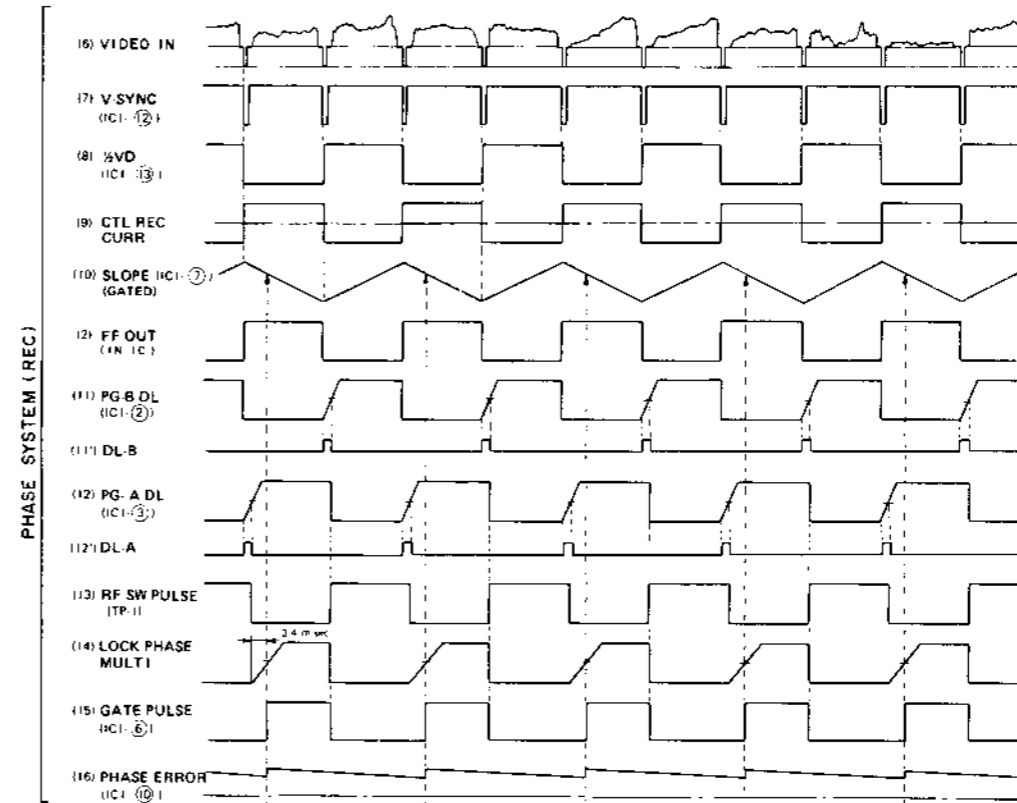 PHASE SYSTEM (REC)
(6) VIDEO IN
(7) V-SYNC
(IC1-⑫)
(8) ½VD
(IC1-⑬)
(9) CTL REC
CURR
(10) SLOPE (IC1-⑦)
(GATED)
(2) FF OUT
(IN IC)
(11) PG-B DL
(IC1-②)
(11') DL-B
(12) PG-A DL
(IC1-③)
(12') DL-A
(13) RF SW PULSE
(TP-1)
3.4 m sec
(14) LOCK PHASE
MULTI
(15) GATE PULSE
(IC1-⑥)
(16) PHASE ERROR
(IC1-⑩)